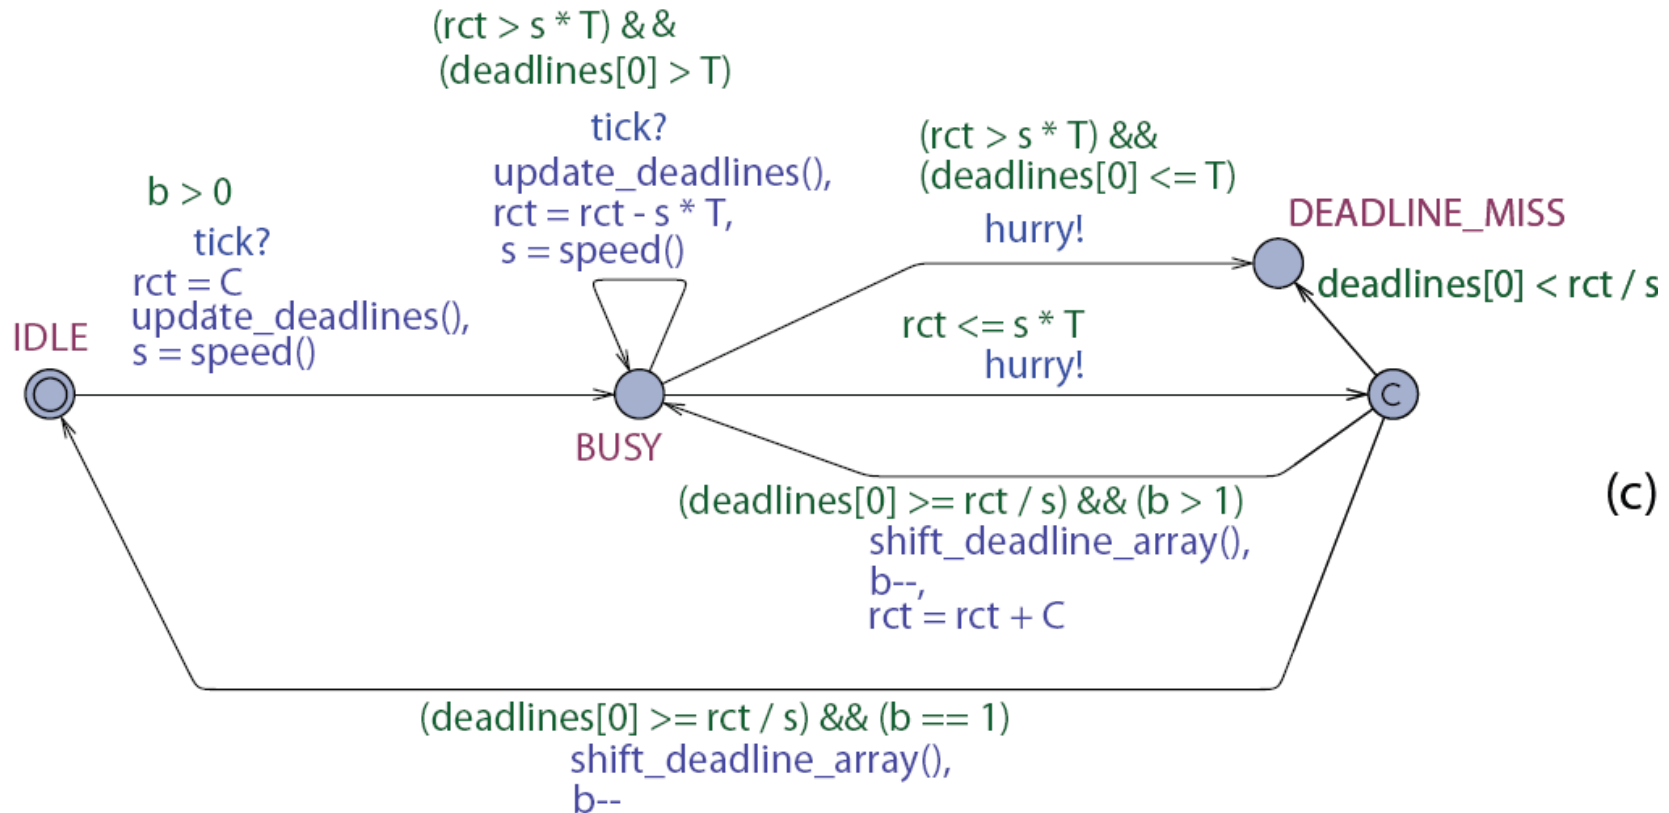 (rct > s * T) &&
(deadlines[0] > T)
tick?
update_deadlines(),
rct = rct - s * T,
s = speed()
(rct > s * T) &&
(deadlines[0] <= T)
hurry!
DEADLINE_MISS
deadlines[0] < rct / s
b > 0
tick?
rct = C
update_deadlines(),
s = speed()
IDLE
rct <= s * T
hurry!
C
BUSY
(deadlines[0] >= rct / s) && (b > 1)
shift_deadline_array(),
b--,
rct = rct + C
(c)
(deadlines[0] >= rct / s) && (b == 1)
shift_deadline_array(),
b--